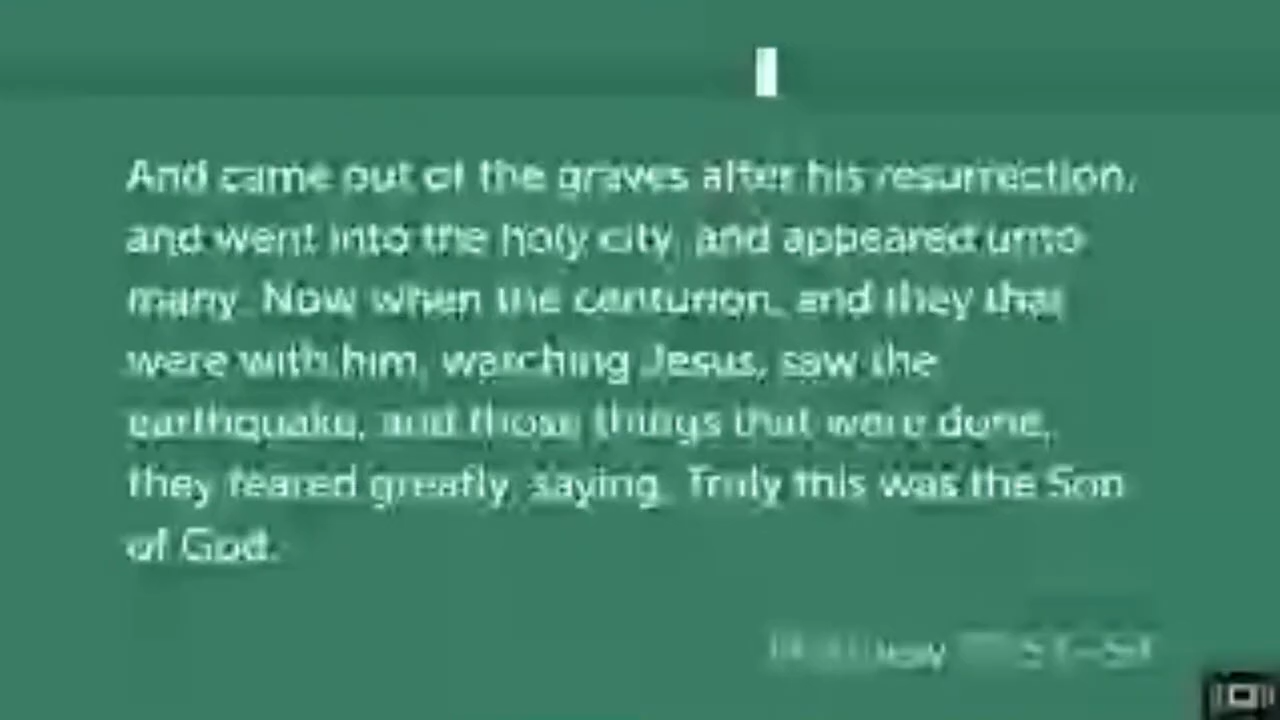 And came out of the graves after his resurrection,
and went into the holy city, and appeared unto
many. Now when the centurion, and they that
were with him, watching Jesus, saw the
earthquake, and those things that were done,
they feared greatly, saying, Truly this was the Son
of God.